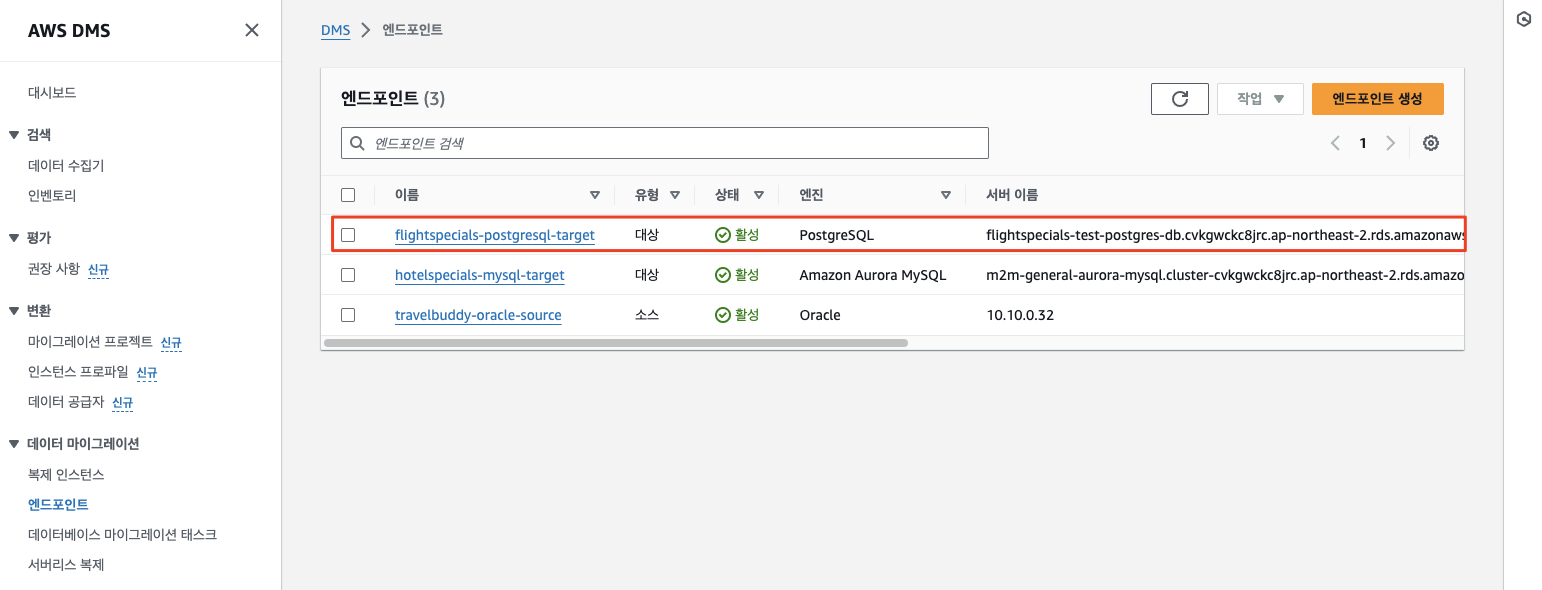 AWS DMS
대시보드
검색
데이터 수집기
인벤토리
평가
권장 사항 신규
변환
마이그레이션 프로젝트 신규
인스턴스 프로파일 신규
데이터 공급자 신규
데이터 마이그레이션
복제 인스턴스
엔드포인트
데이터베이스 마이그레이션 태스크
서버리스 복제
DMS 엔드포인트
엔드포인트 (3)
작업
엔드포인트 생성
엔드포인트 검색
1
이름 유형 상태 엔진 서버 이름
flightspecials-postgresql-target 대상 활성 PostgreSQL flightspecials-test-postgres-db.cvkgwckc8jrc.ap-northeast-2.rds.amazonaws
hotelspecials-mysql-target 대상 활성 Amazon Aurora MySQL m2m-general-aurora-mysql.cluster-cvkgwckc8jrc.ap-northeast-2.rds.amazo
travelbuddy-oracle-source 소스 활성 Oracle 10.10.0.32